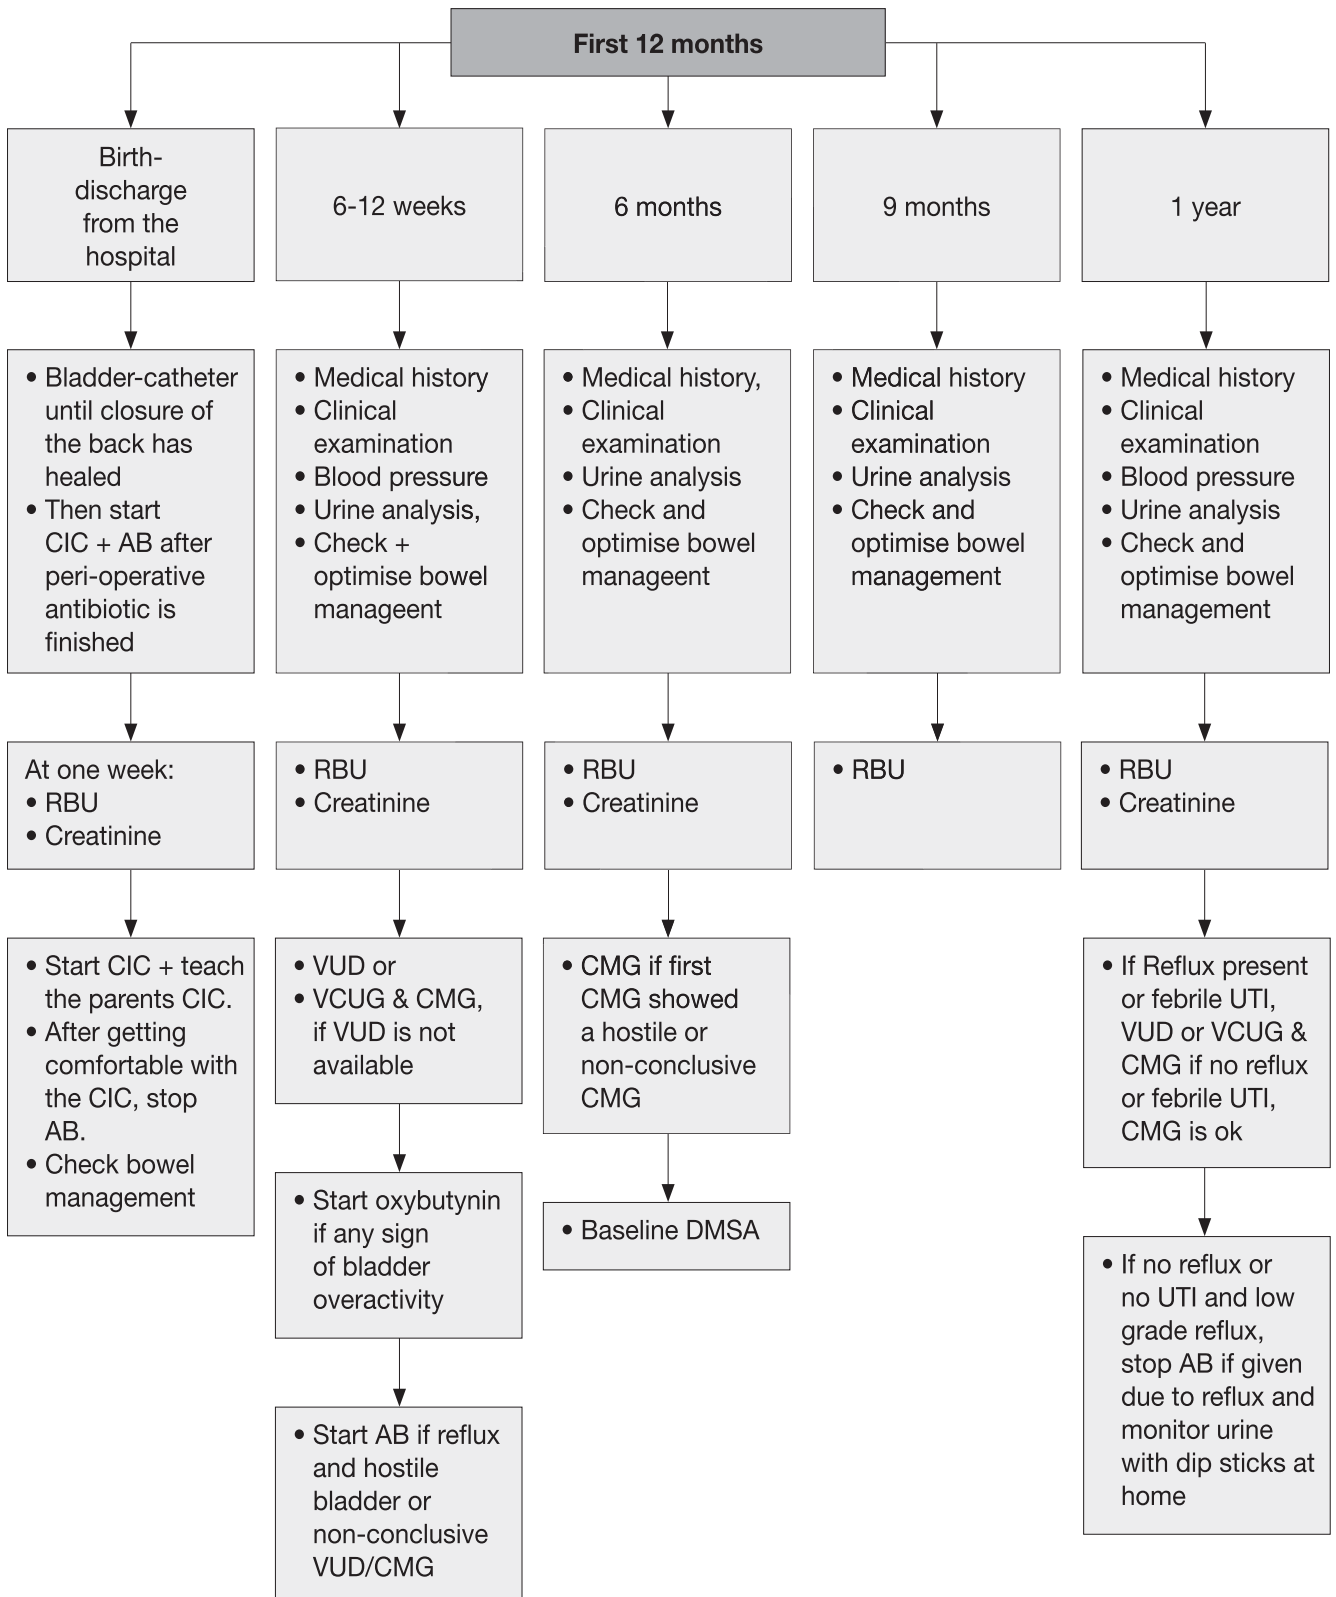 First 12 months
Birth-
discharge
from the
hospital
6-12 weeks
6 months
9 months
1 year
• Bladder-catheter
until closure of
the back has
healed
• Then start
CIC + AB after
peri-operative
antibiotic is
finished
• Medical history
• Clinical
examination
• Blood pressure
• Urine analysis,
• Check +
optimise bowel
manageent
• Medical history,
• Clinical
examination
• Urine analysis
• Check and
optimise bowel
manageent
• Medical history
• Clinical
examination
• Urine analysis
• Check and
optimise bowel
management
• Medical history
• Clinical
examination
• Blood pressure
• Urine analysis
• Check and
optimise bowel
management
At one week:
• RBU
• Creatinine
• RBU
• Creatinine
• RBU
• Creatinine
• RBU
• RBU
• Creatinine
• Start CIC + teach
the parents CIC.
• After getting
comfortable with
the CIC, stop
AB.
• Check bowel
management
• VUD or
• VCUG & CMG,
if VUD is not
available
• CMG if first
CMG showed
a hostile or
non-conclusive
CMG
• If Reflux present
or febrile UTI,
VUD or VCUG &
CMG if no reflux
or febrile UTI,
CMG is ok
• Start oxybutynin
if any sign
of bladder
overactivity
• Baseline DMSA
• If no reflux or
no UTI and low
grade reflux,
stop AB if given
due to reflux and
monitor urine
with dip sticks at
home
• Start AB if reflux
and hostile
bladder or
non-conclusive
VUD/CMG